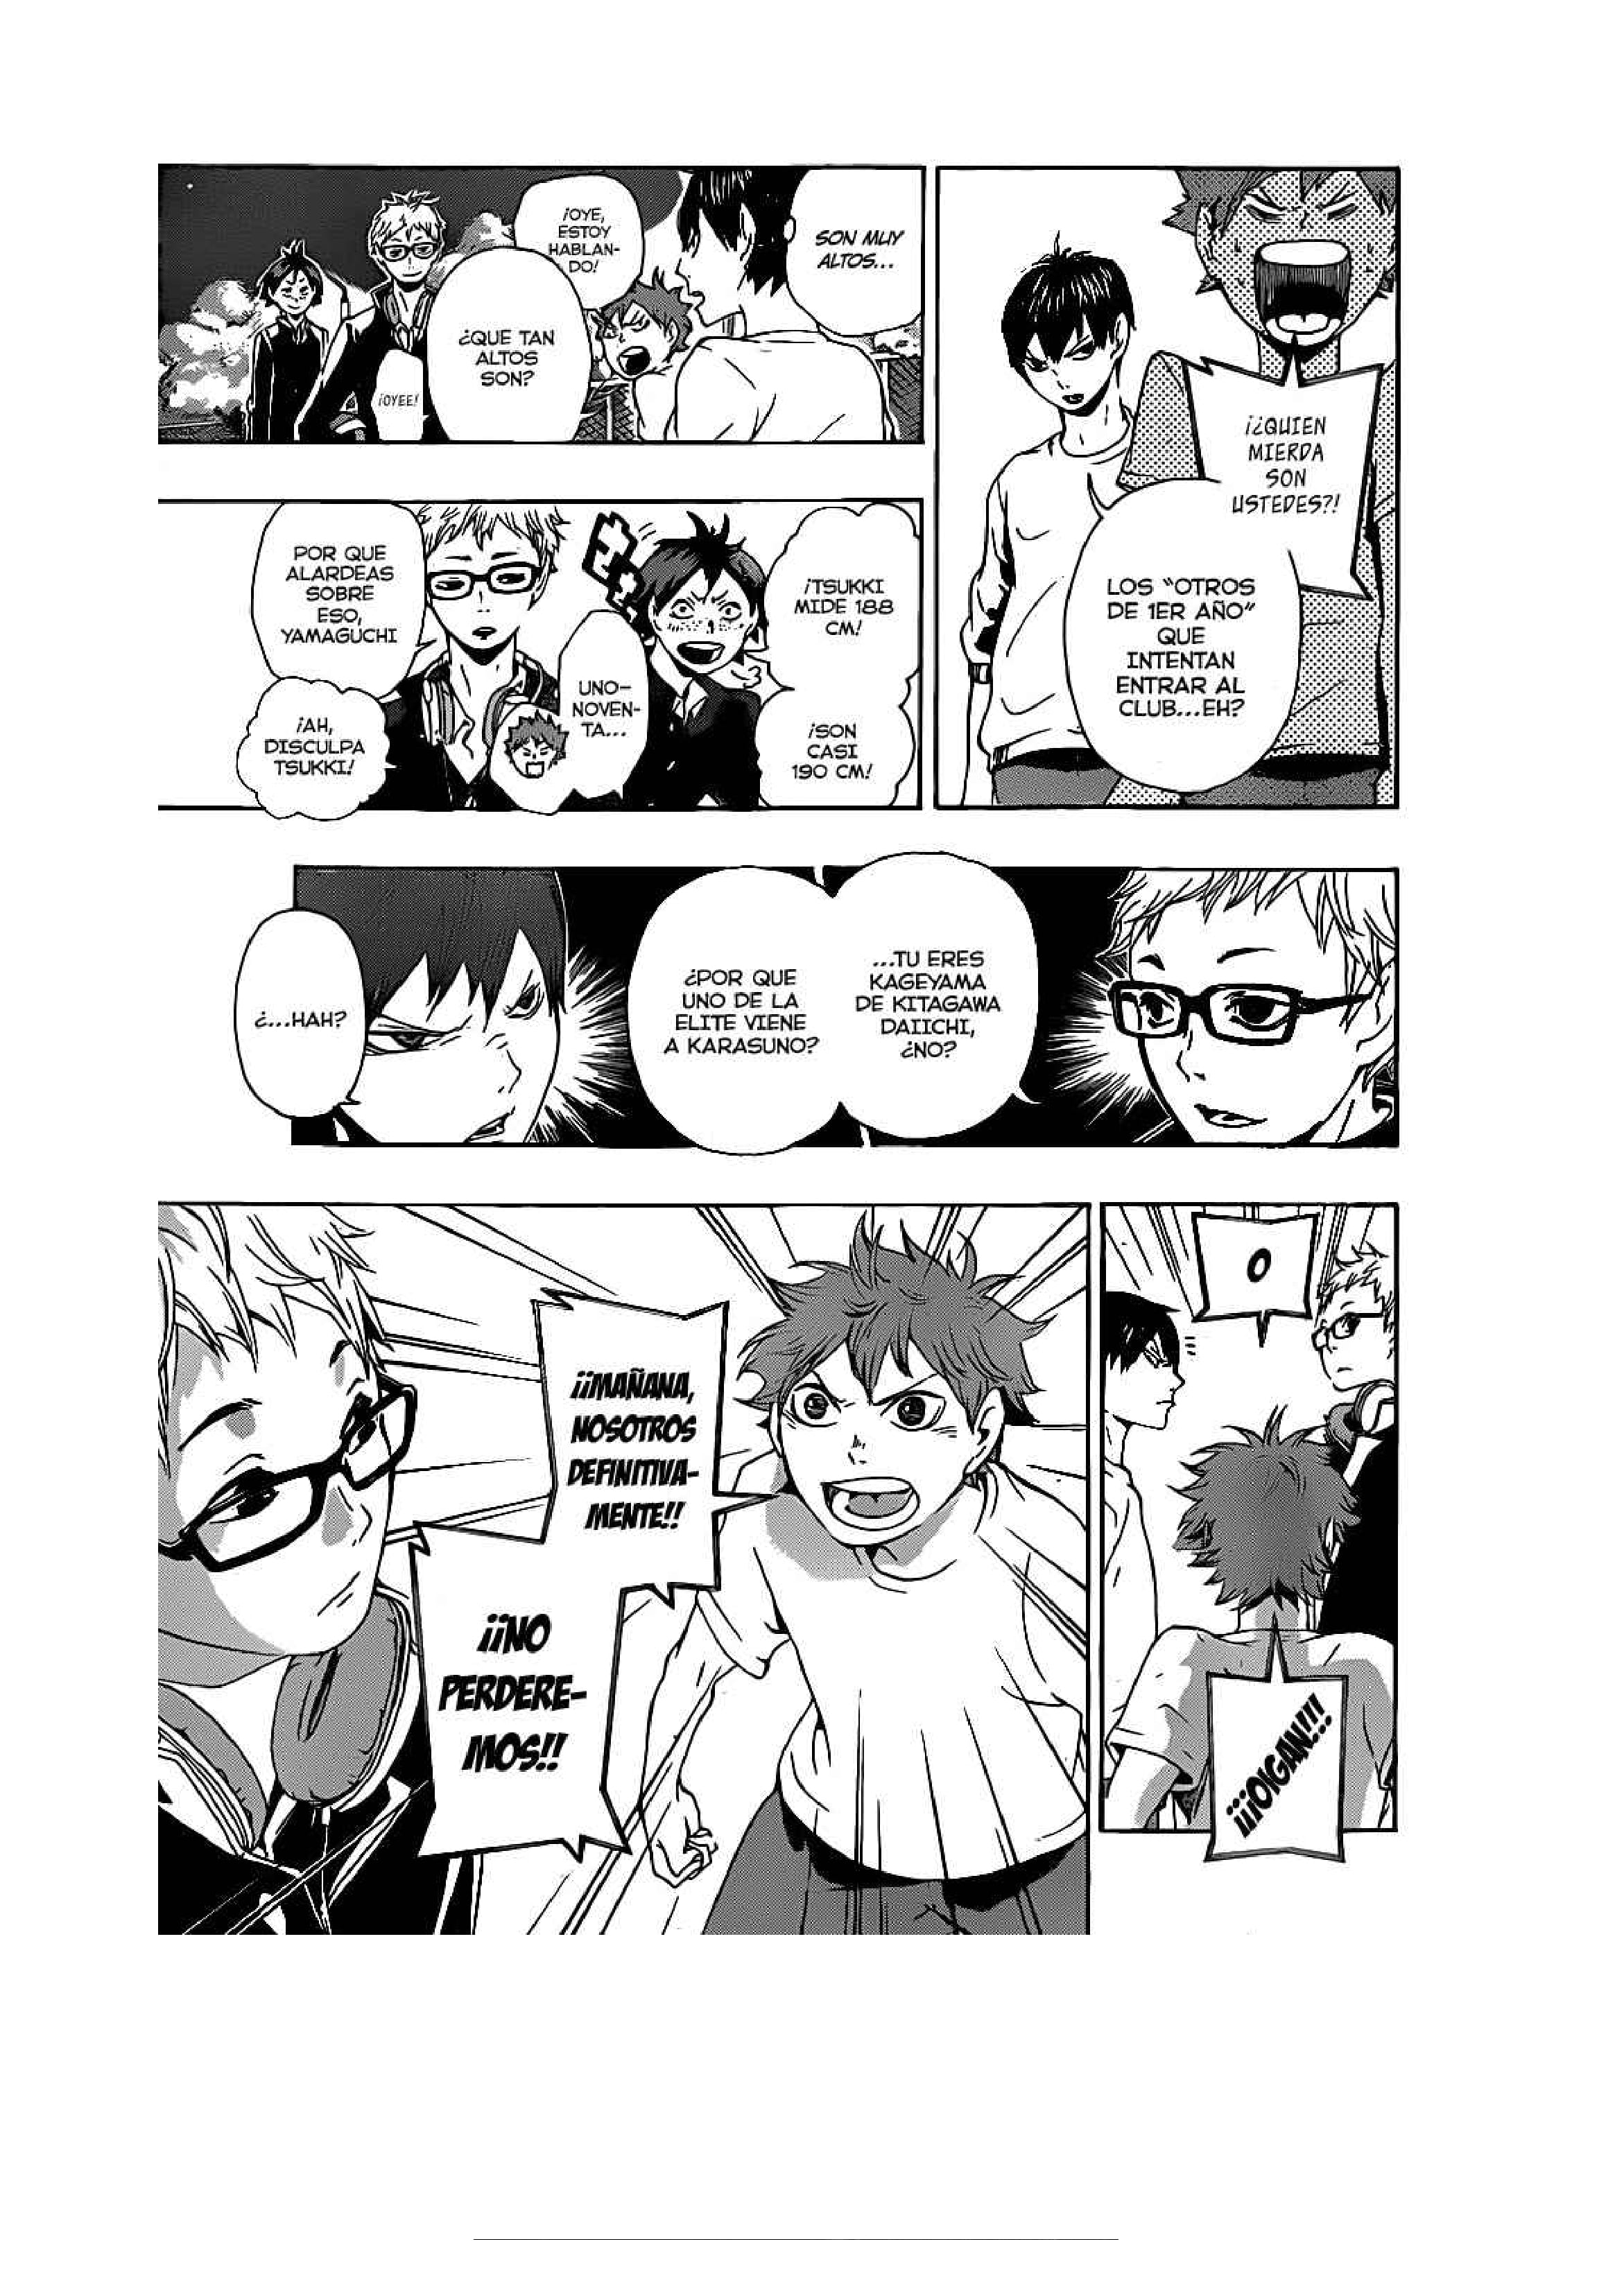 ¡¿QUIEN
MIERDA
SON
USTEDES?!
LOS “OTROS
DE 1ER AÑO”
QUE
INTENTAN
ENTRAR AL
CLUB...EH?
SON MUY
ALTOS...
¡OYE,
ESTOY
HABLAN-
DO!
¿QUE TAN
ALTOS
SON?
¡OYEE!
¡TSUKKI
MIDE 188
CM!
¡SON
CASI
190 CM!
UNO-
NOVEN-
TA...
POR QUE
ALARDEAS
SOBRE
ESO,
YAMAGUCHI
¡AH,
DISCULPA
TSUKKI!
...TU ERES
KAGEYAMA
DE KITAGAWA
DAIICHI,
¿NO?
¿POR QUE
UNO DE LA
ELITE VIENE
A KARASUNO?
¿...HAH?
O
¡¡¡OIGAN!!!
¡¡MAÑANA,
NOSOTROS
DEFINITIVA-
MENTE!!
¡¡NO
PERDERE-
MOS!!